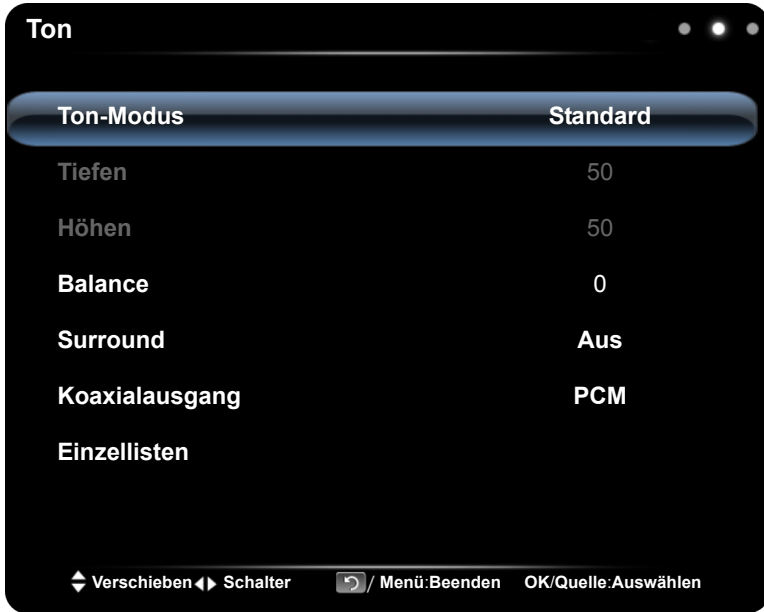 Ton
Ton-Modus Standard
Tiefen 50
Höhen 50
Balance 0
Surround Aus
Koaxialausgang PCM
Einzellisten
Verschieben Schalter / Menü:Beenden OK/Quelle:Auswählen